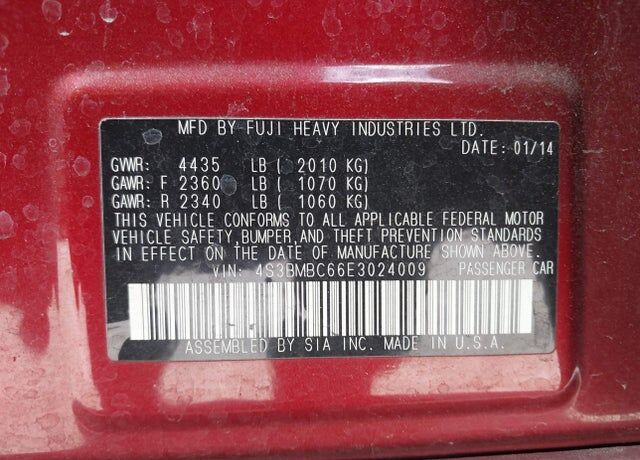 MFD BY FUJI HEAVY INDUSTRIES LTD.
DATE: 01/14
GVWR: 4435 LB ( 2010 KG)
GAWR: F 2360 LB ( 1070 KG)
GAWR: R 2340 LB ( 1060 KG)
THIS VEHICLE CONFORMS TO ALL APPLICABLE FEDERAL MOTOR
VEHICLE SAFETY, BUMPER, AND THEFT PREVENTION STANDARDS
IN EFFECT ON THE DATE OF MANUFACTURE SHOWN ABOVE.
VIN: 4S3BMBC66E3024009 PASSENGER CAR
ASSEMBLED BY SIA INC. MADE IN U.S.A.